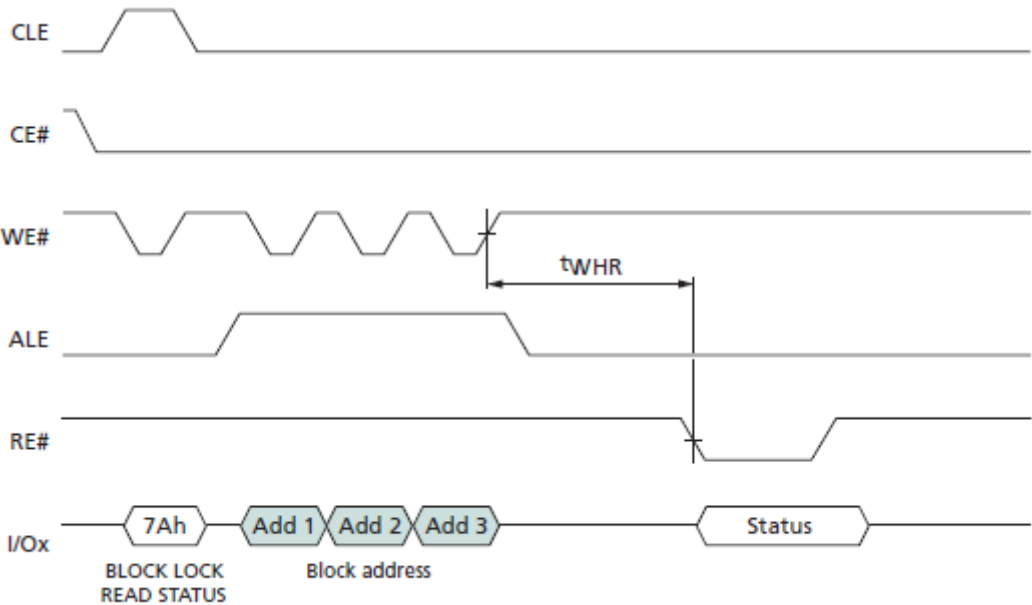 CLE
CE#
WE#
tWHR
ALE
RE#
I/Ox
7Ah
Add 1
Add 2
Add 3
Status
BLOCK LOCK
READ STATUS
Block address